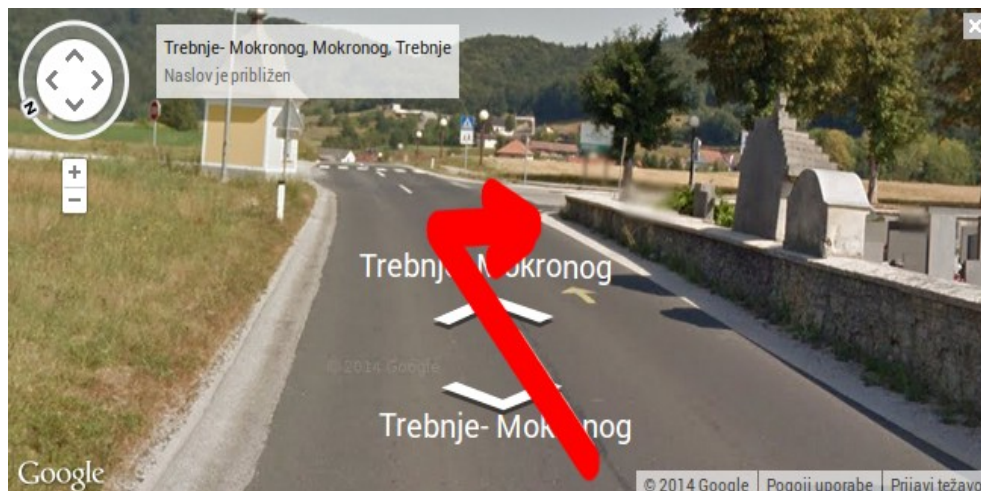 Trebnje- Mokronog, Mokronog, Trebnje
Naslov je približen
N
+
−
Trebnje- Mokronog
© 2014 Google
Trebnje- Mokronog
Google
© 2014 Google
Pogoji uporabe
Prijavi težavo